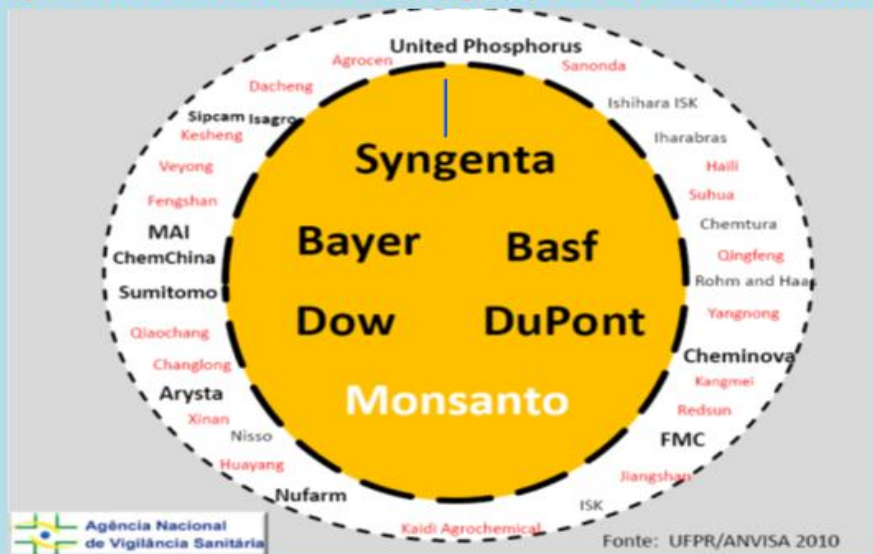 United Phosphorus
Agrocen
Sanonda
Dacheng
Ishihara ISK
Sipcam Isagro
Kesheng
Iharabras
Veyong
Haili
Fengshan
Suhua
MAI
Chemtura
ChemChina
Qingfeng
Sumitomo
Rohm and Haas
Qiaochang
Yangnong
Changlong
Cheminova
Arysta
Kangmei
Xinan
Redsun
Nisso
FMC
Huayang
Jiangshan
Nufarm
ISK
Kaidi Agrochemical
Syngenta
Bayer
Basf
Dow
DuPont
Monsanto
Agência Nacional
de Vigilância Sanitária
Fonte: UFPR/ANVISA 2010